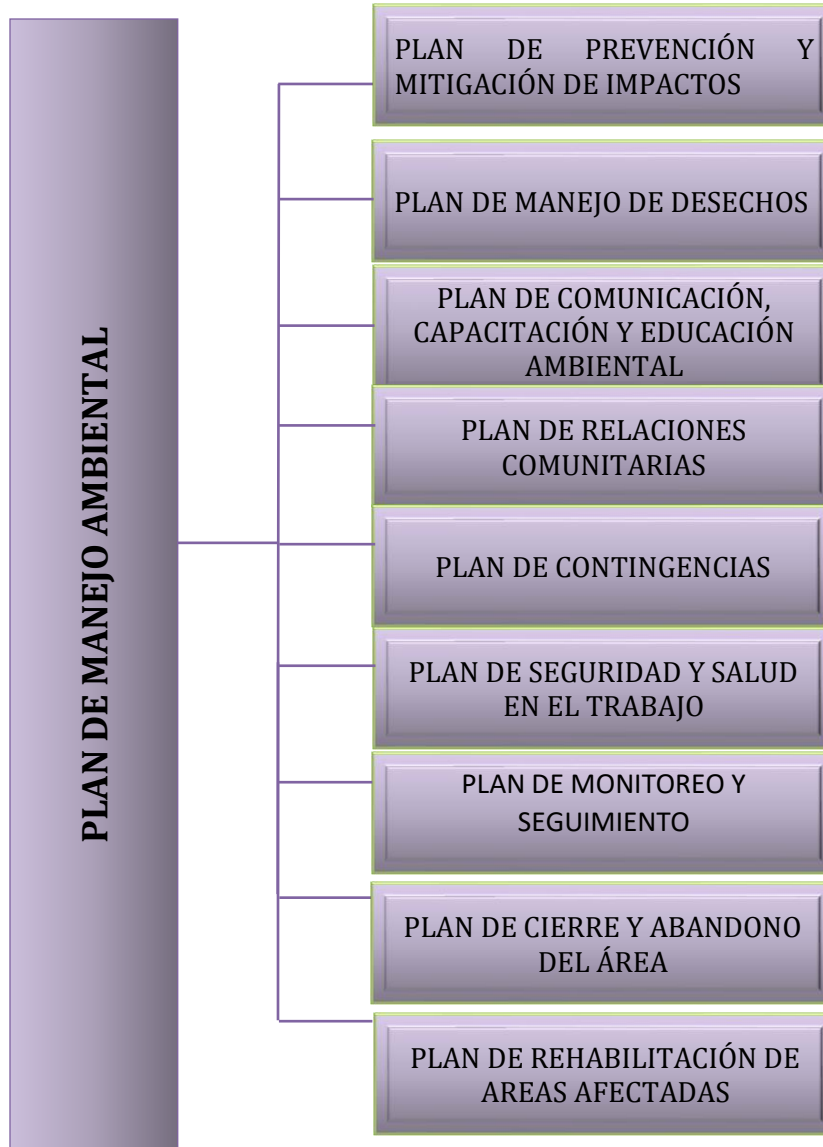 PLAN DE MANEJO AMBIENTAL
PLAN DE PREVENCIÓN Y
MITIGACIÓN DE IMPACTOS
PLAN DE MANEJO DE DESECHOS
PLAN DE COMUNICACIÓN,
CAPACITACIÓN Y EDUCACIÓN
AMBIENTAL
PLAN DE RELACIONES
COMUNITARIAS
PLAN DE CONTINGENCIAS
PLAN DE SEGURIDAD Y SALUD
EN EL TRABAJO
PLAN DE MONITOREO Y
SEGUIMIENTO
PLAN DE CIERRE Y ABANDONO
DEL ÁREA
PLAN DE REHABILITACIÓN DE
AREAS AFECTADAS